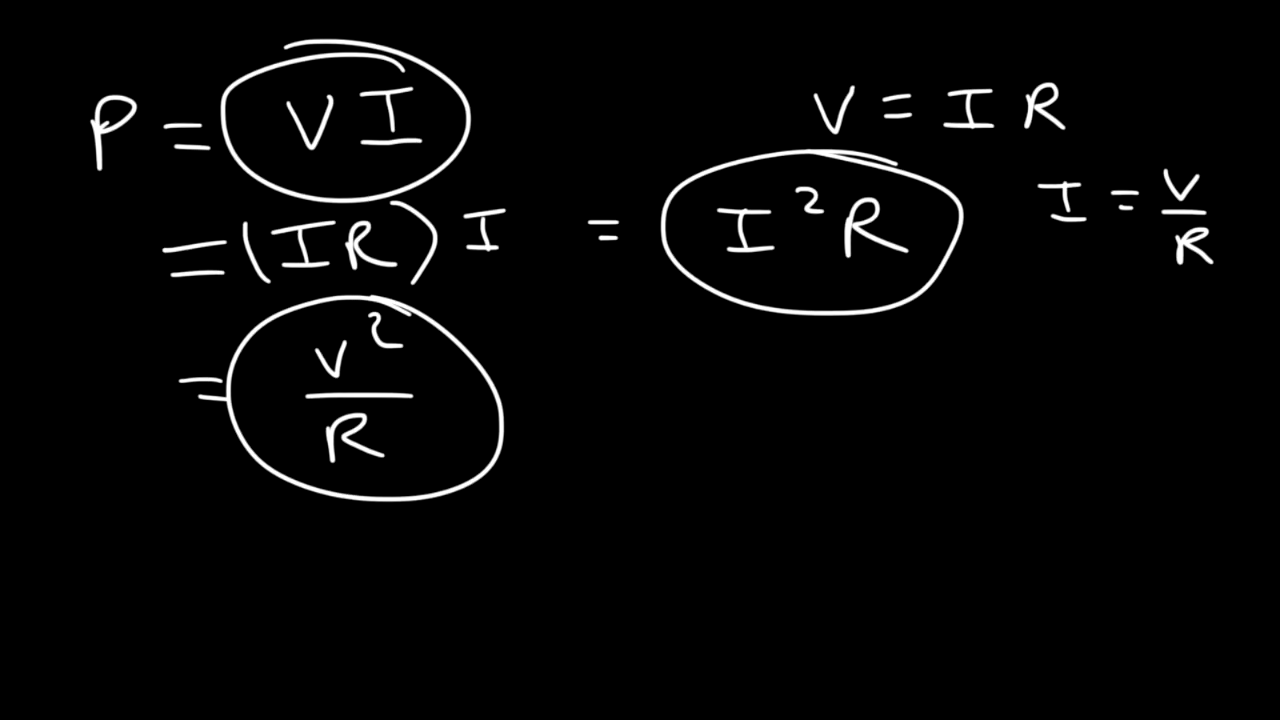 P = VI
V = IR
= (IR) I = I²R
I = V/R
= V²/R